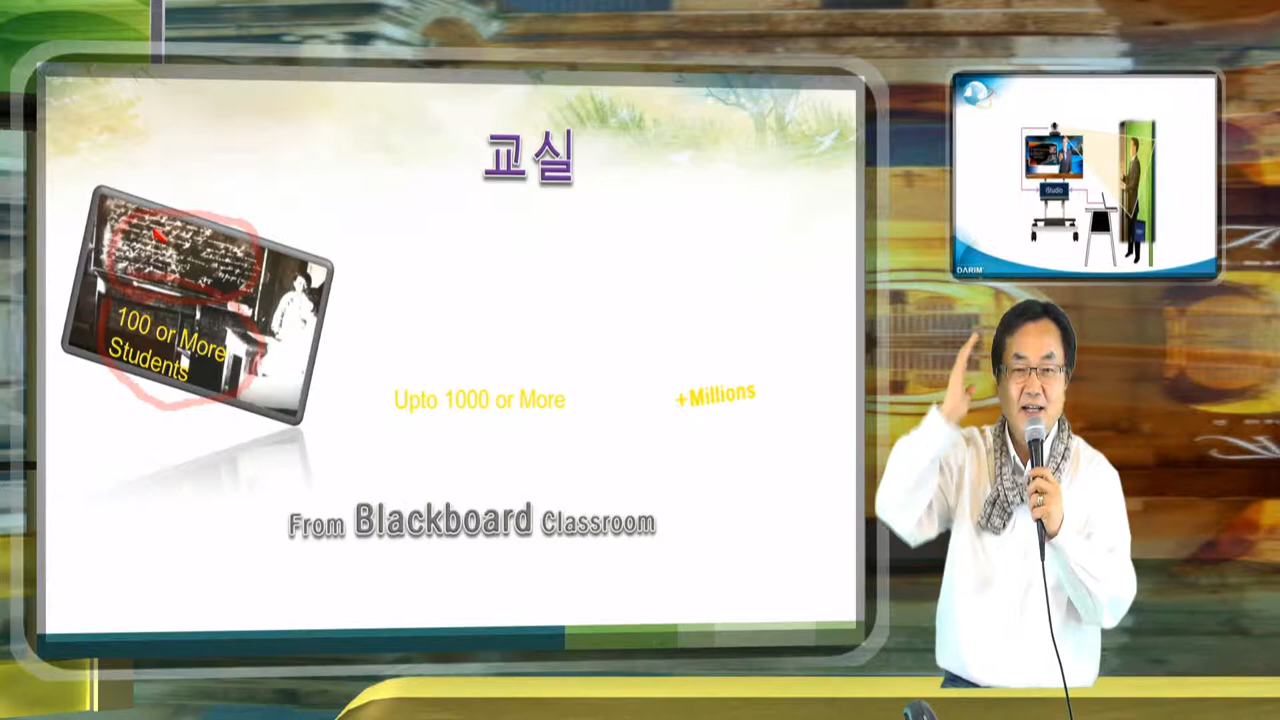 교실
100 or More
Students
Upto 1000 or More
+Millions
From Blackboard Classroom
iStudio
DARIM